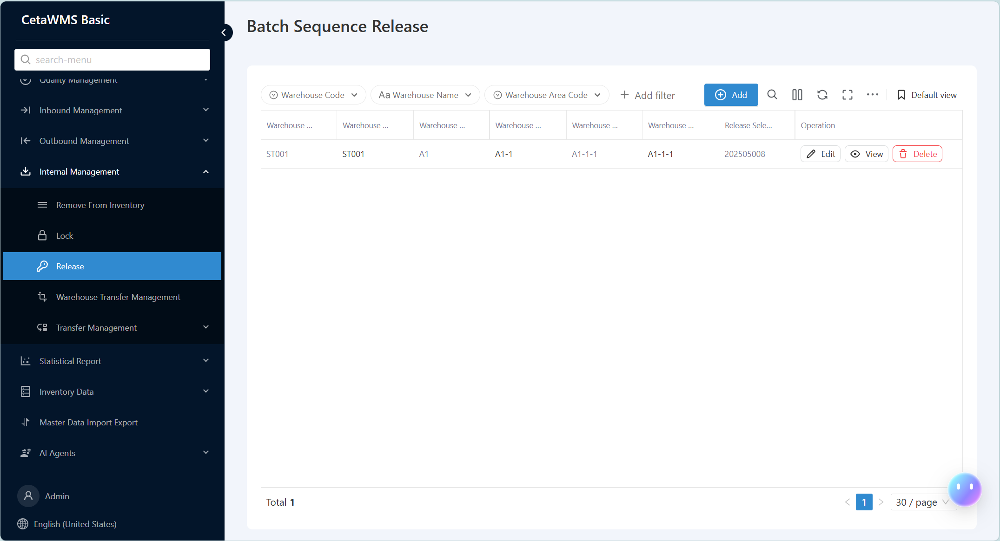 CetaWMS Basic
search-menu
Quality Management
Inbound Management
Outbound Management
Internal Management
Remove From Inventory
Lock
Release
Warehouse Transfer Management
Transfer Management
Statistical Report
Inventory Data
Master Data Import Export
AI Agents
Admin
English (United States)
Batch Sequence Release
Warehouse Code Aa Warehouse Name Warehouse Area Code + Add filter Add Default view
Warehouse ... Warehouse ... Warehouse ... Warehouse ... Warehouse ... Warehouse ... Release Sele... Operation
ST001 ST001 A1 A1-1 A1-1-1 A1-1-1 202505008 Edit View Delete
Total 1 1 30 / page